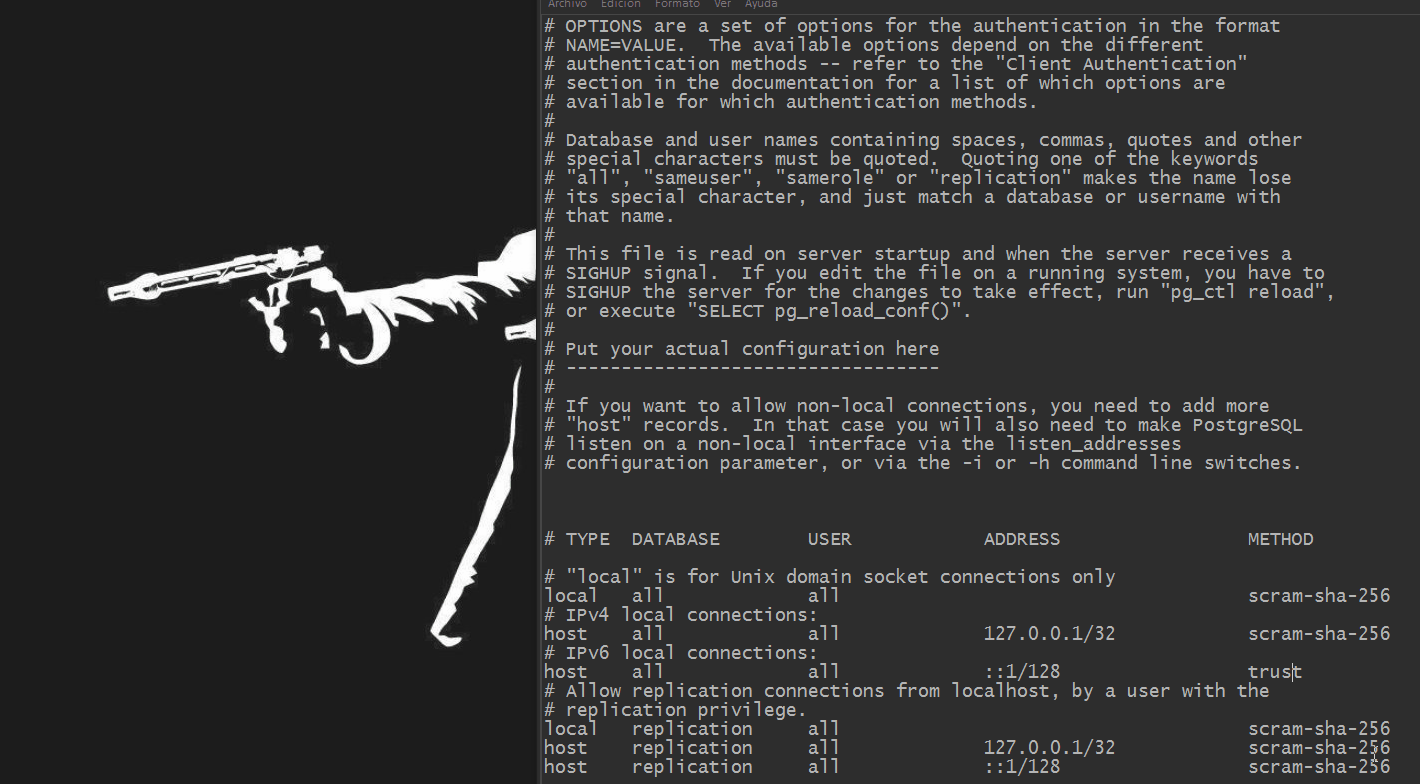 Archivo Edición Formato Ver Ayuda
# OPTIONS are a set of options for the authentication in the format
# NAME=VALUE.  The available options depend on the different
# authentication methods -- refer to the "Client Authentication"
# section in the documentation for a list of which options are
# available for which authentication methods.
#
# Database and user names containing spaces, commas, quotes and other
# special characters must be quoted.  Quoting one of the keywords
# "all", "sameuser", "samerole" or "replication" makes the name lose
# its special character, and just match a database or username with
# that name.
#
# This file is read on server startup and when the server receives a
# SIGHUP signal.  If you edit the file on a running system, you have to
# SIGHUP the server for the changes to take effect, run "pg_ctl reload",
# or execute "SELECT pg_reload_conf()".
#
# Put your actual configuration here
# ----------------------------------
#
# If you want to allow non-local connections, you need to add more
# "host" records.  In that case you will also need to make PostgreSQL
# listen on a non-local interface via the listen_addresses
# configuration parameter, or via the -i or -h command line switches.
# TYPE  DATABASE        USER            ADDRESS                 METHOD
# "local" is for Unix domain socket connections only
local   all             all                                     scram-sha-256
# IPv4 local connections:
host    all             all             127.0.0.1/32            scram-sha-256
# IPv6 local connections:
host    all             all             ::1/128                 trust
# Allow replication connections from localhost, by a user with the
# replication privilege.
local   replication     all                                     scram-sha-256
host    replication     all             127.0.0.1/32            scram-sha-256
host    replication     all             ::1/128                 scram-sha-256